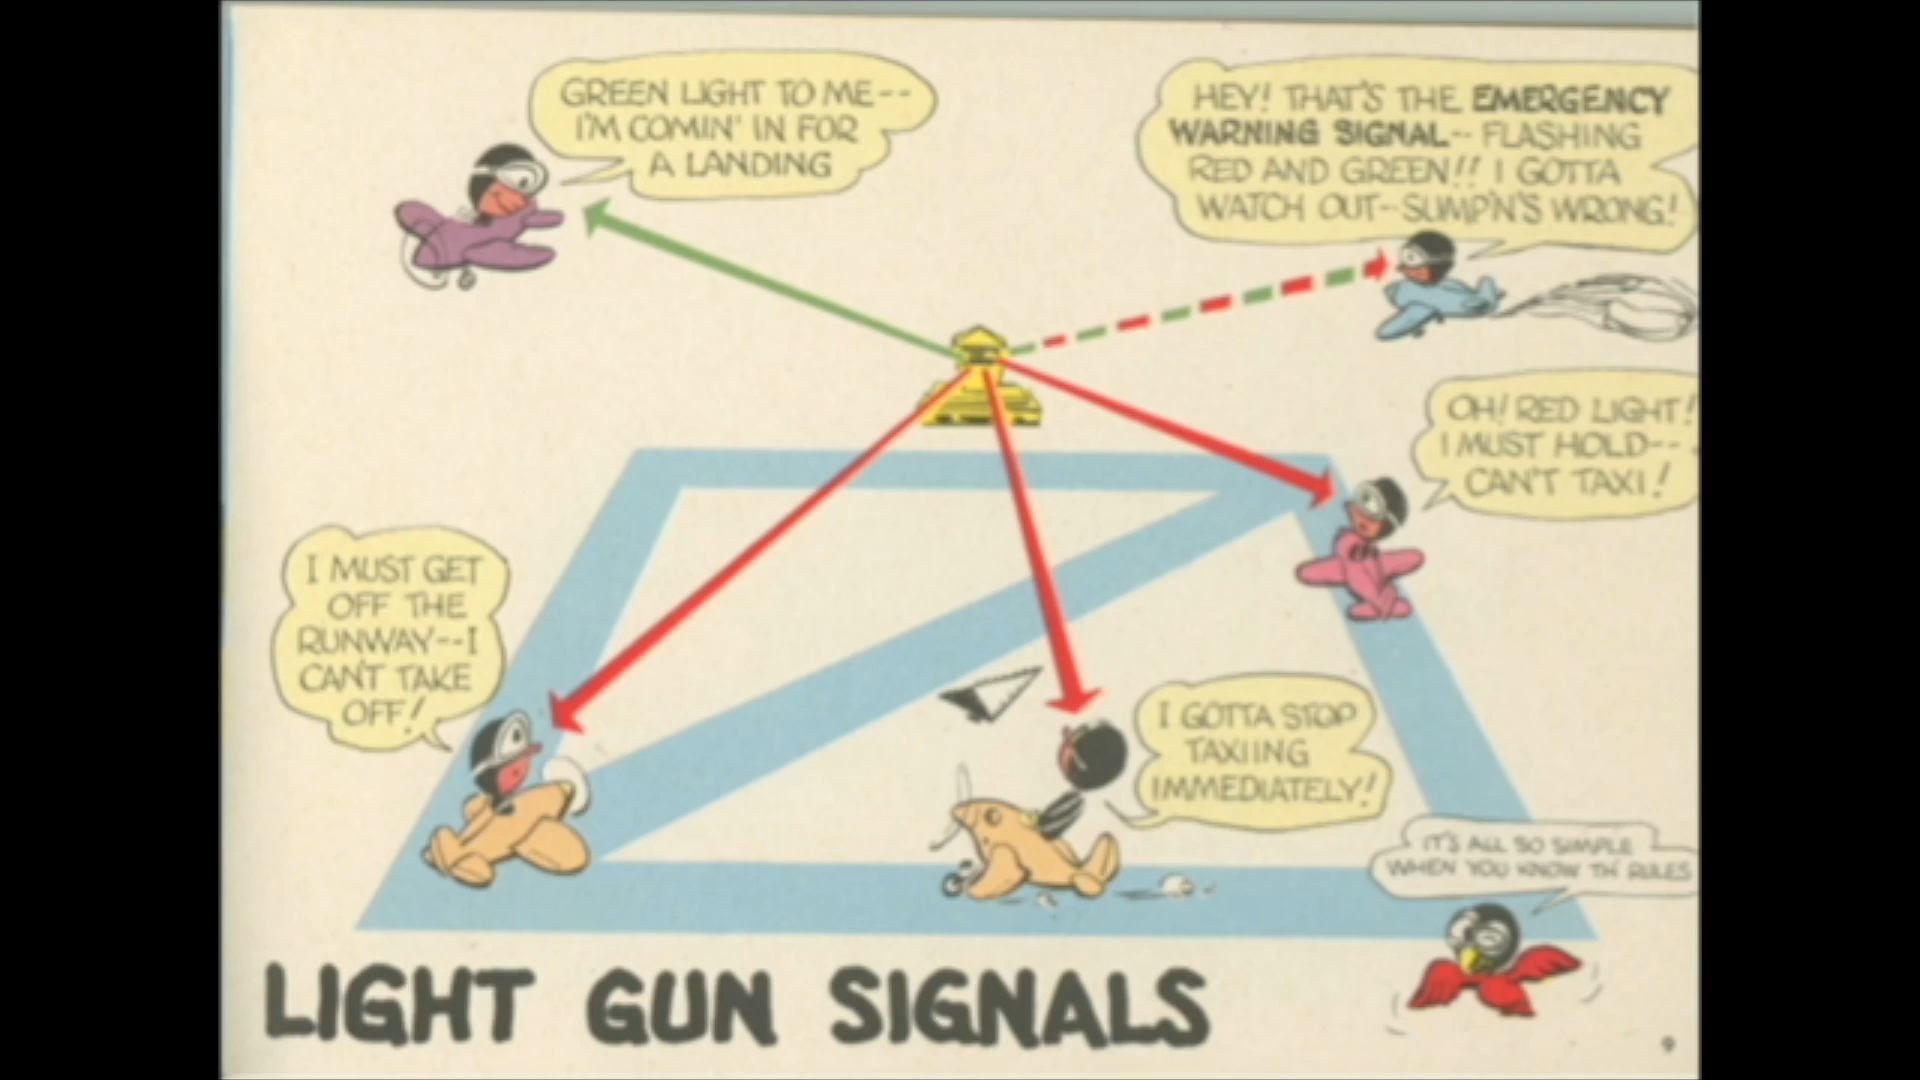 GREEN LIGHT TO ME--
I'M COMIN' IN FOR
A LANDING
HEY! THAT'S THE EMERGENCY
WARNING SIGNAL-- FLASHING
RED AND GREEN!! I GOTTA
WATCH OUT--SUMP'N'S WRONG!
OH! RED LIGHT!
I MUST HOLD--
CAN'T TAXI!
I MUST GET
OFF THE
RUNWAY--I
CAN'T TAKE
OFF!
I GOTTA STOP
TAXIING
IMMEDIATELY!
IT'S ALL SO SIMPLE
WHEN YOU KNOW TH' RULES
LIGHT GUN SIGNALS
9